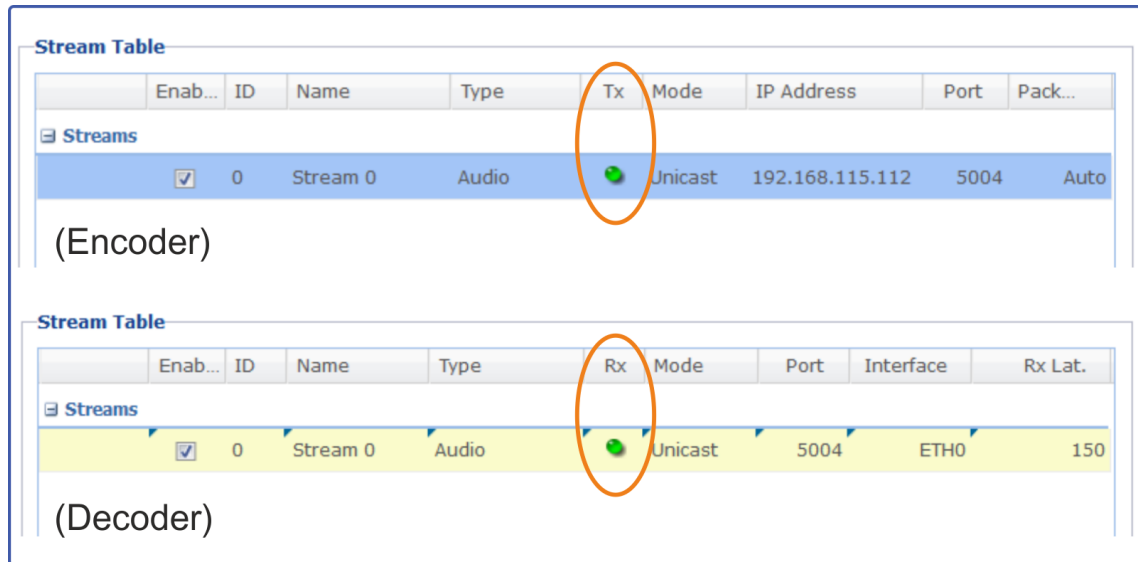 Stream Table
Enab... ID Name Type Tx Mode IP Address Port Pack...
Streams
0 Stream 0 Audio Unicast 192.168.115.112 5004 Auto
(Encoder)
Stream Table
Enab... ID Name Type Rx Mode Port Interface Rx Lat.
Streams
0 Stream 0 Audio Unicast 5004 ETH0 150
(Decoder)